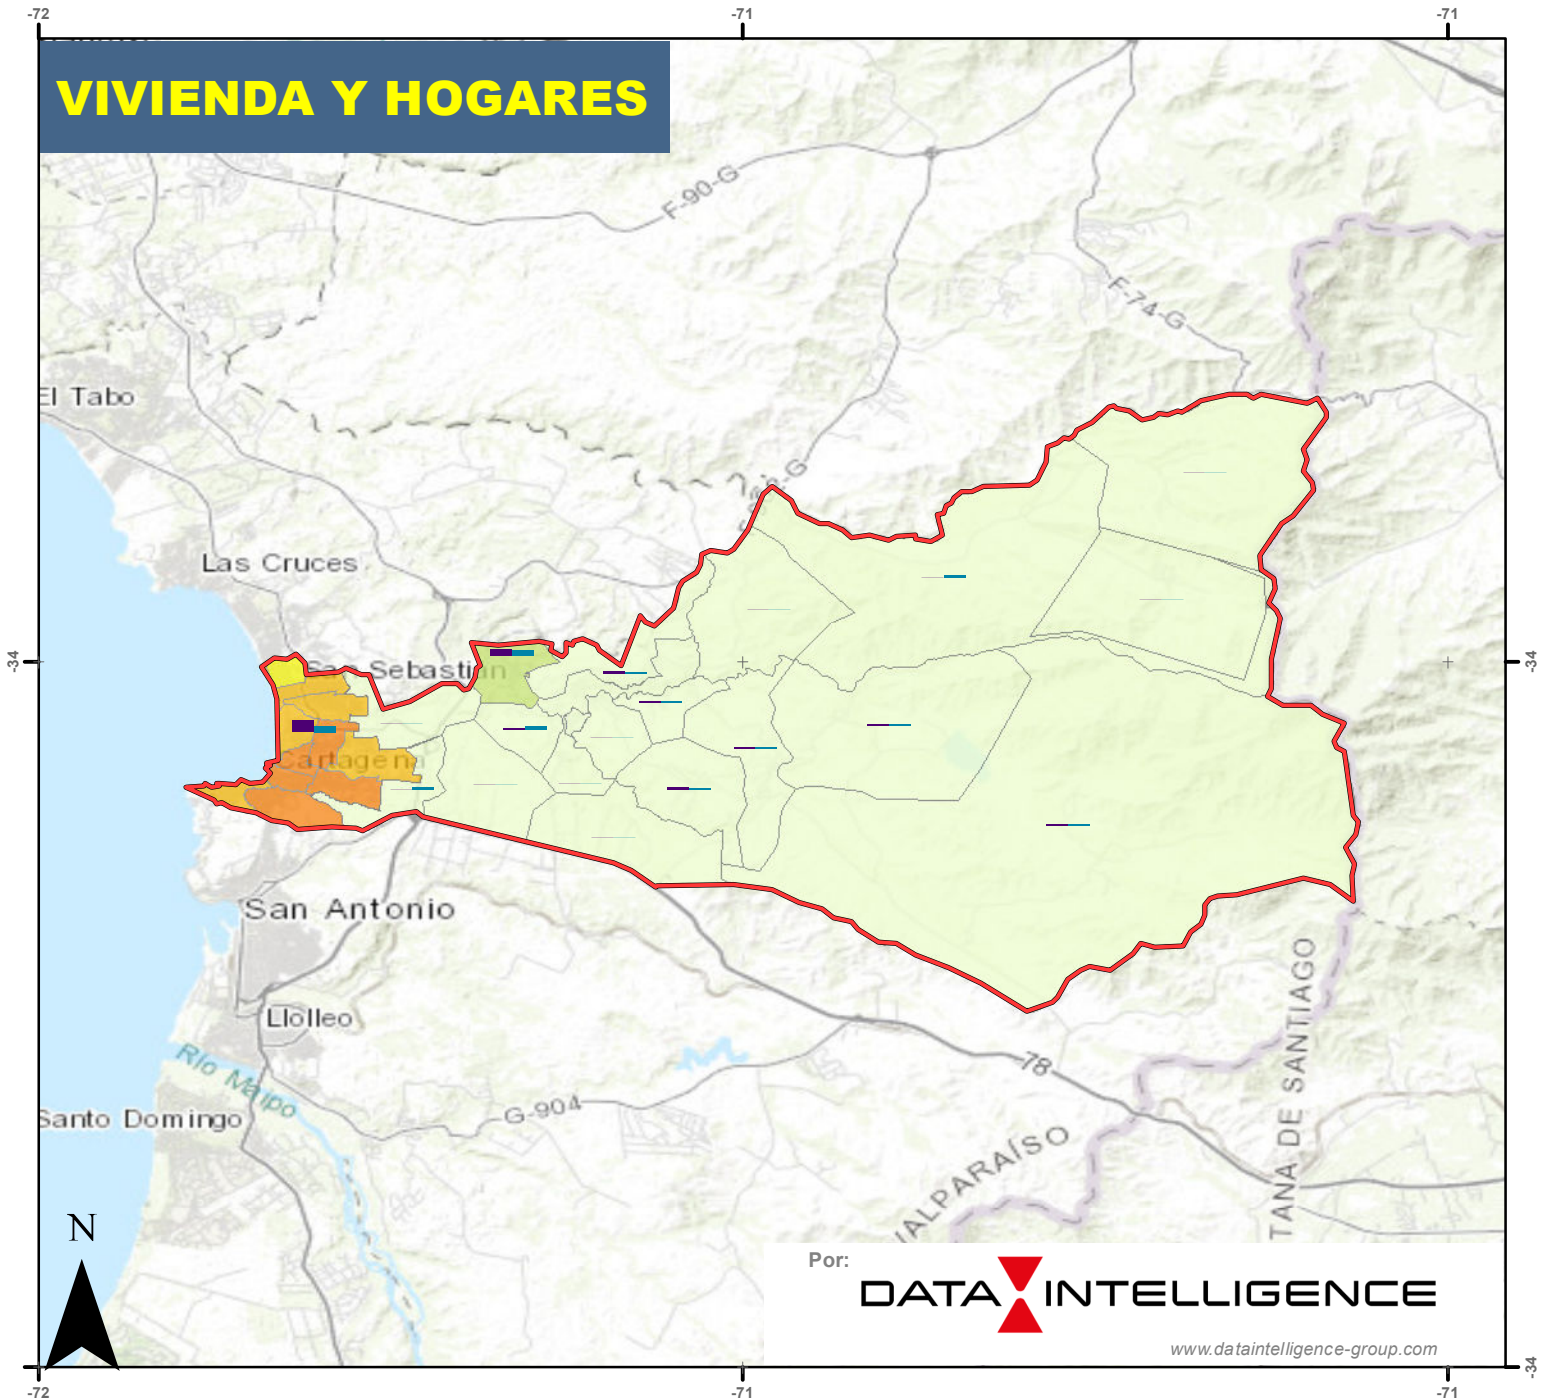 -72
-71
-71
VIVIENDA Y HOGARES
F-90-G
F-74-G
El Tabo
Las Cruces
-34
-34
San Sebastián
Cartagena
San Antonio
Llolleo
Río Maipo
Santo Domingo
G-904
78
TANA DE SANTIAGO
VALPARAÍSO
N
Por:
DATA INTELLIGENCE
www.dataintelligence-group.com
-34
-72
-71
-71